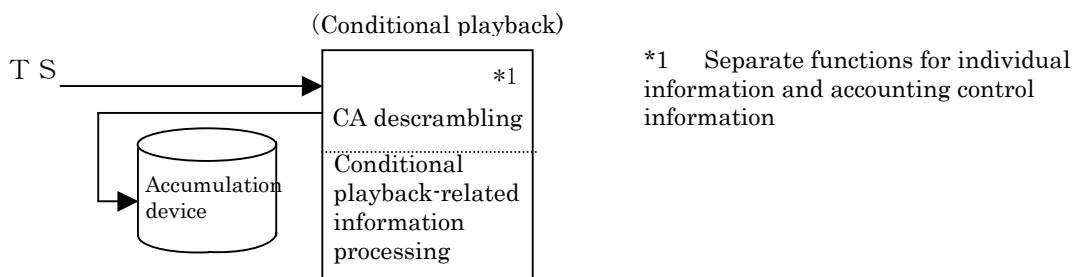 (Conditional playback)
ＴＳ
*1
CA descrambling
Accumulation
device
Conditional
playback-related
information
processing
*1 Separate functions for individual
information and accounting control
information